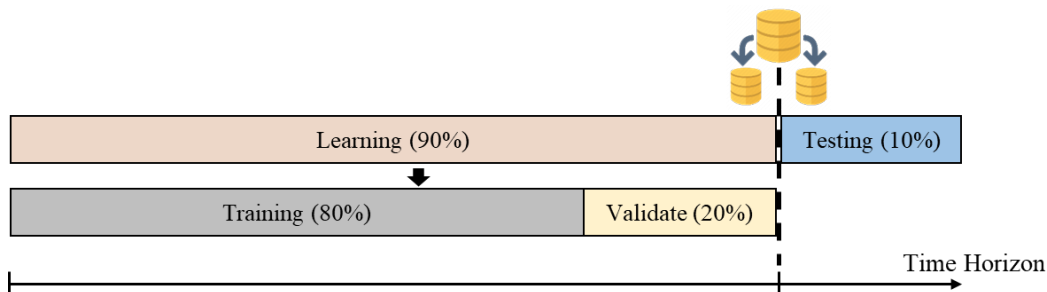 Learning (90%)
Testing (10%)
Training (80%)
Validate (20%)
Time Horizon